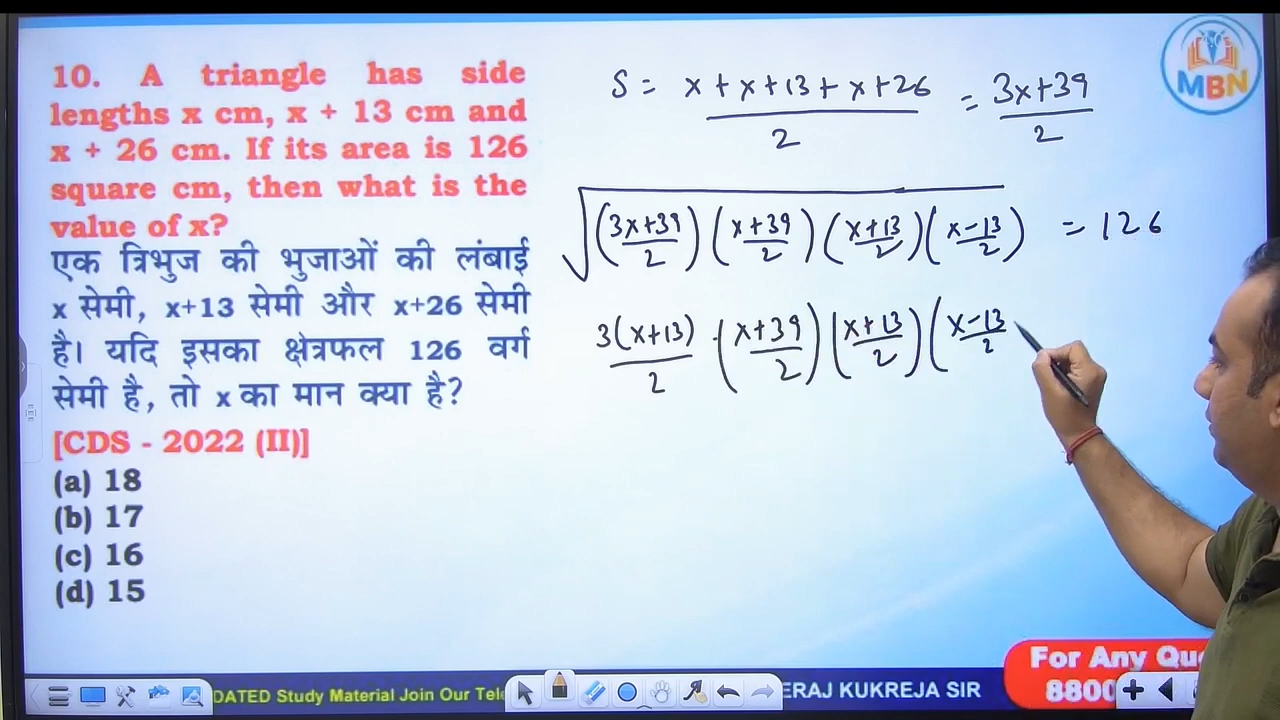 10. A triangle has side
lengths x cm, x + 13 cm and
x + 26 cm. If its area is 126
square cm, then what is the
value of x?
एक त्रिभुज की भुजाओं की लंबाई
x सेमी, x+13 सेमी और x+26 सेमी
है। यदि इसका क्षेत्रफल 126 वर्ग
सेमी है, तो x का मान क्या है?
[CDS - 2022 (II)]
(a) 18
(b) 17
(c) 16
(d) 15
S = x + x + 13 + x + 26 / 2 = 3x+39 / 2
√(3x+39 / 2) (x+39 / 2) (x+13 / 2) (x-13 / 2) = 126
3(x+13) / 2 · (x+39 / 2) (x+13 / 2) (x-13 / 2
MBN
For Any Qu
8800
DATED Study Material Join Our Tele
ERAJ KUKREJA SIR